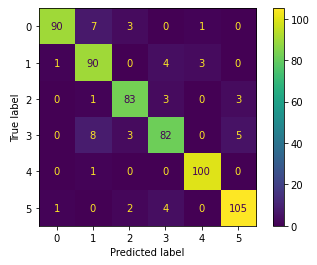 0 90 7 3 0 1 0
1 1 90 0 4 3 0
2 0 1 83 3 0 3
3 0 8 3 82 0 5
4 0 1 0 0 100 0
5 1 0 2 4 0 105
0 1 2 3 4 5
Predicted label
True label
100
80
60
40
20
0